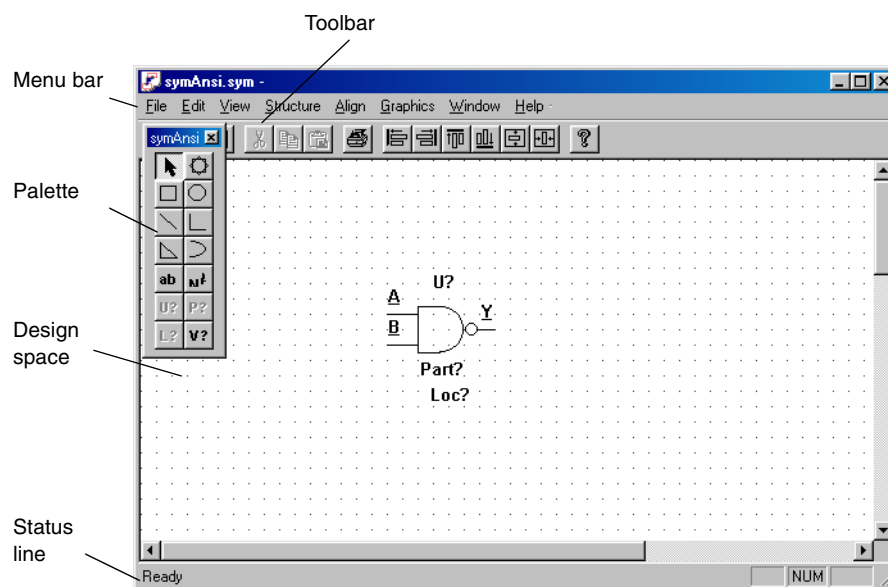 Toolbar
Menu bar
symAnsi.sym -
File Edit View Structure Align Graphics Window Help
symAnsi
Palette
ab
U? P?
L? V?
U?
A
Y
B
Part?
Loc?
Design
space
Status
line
Ready
NUM